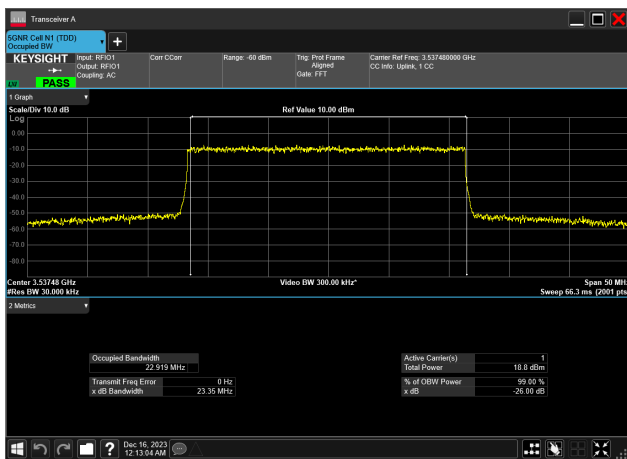 Transceiver A
5GNR Cell N1 (TDD)
Occupied BW
KEYSIGHT
Input: RFIO1
Output: RFIO1
Coupling: AC
Corr CCorr
Range: -60 dBm
Trig: Prot Frame
Aligned
Gate: FFT
Carrier Ref Freq: 3.537480000 GHz
CC Info: Uplink, 1 CC
PASS
1 Graph
Scale/Div 10.0 dB
Ref Value 10.00 dBm
Log
0.00
-10.0
-20.0
-30.0
-40.0
-50.0
-60.0
-70.0
-80.0
Center 3.53748 GHz
Video BW 300.00 kHz*
Span 50 MHz
#Res BW 30.000 kHz
Sweep 66.3 ms (2001 pts
2 Metrics
Occupied Bandwidth
22.919 MHz
Active Carrier(s) 1
Total Power 18.8 dBm
Transmit Freq Error 0 Hz
x dB Bandwidth 23.35 MHz
% of OBW Power 99.00 %
x dB -26.00 dB
?
Dec 16, 2023
12:13:04 AM